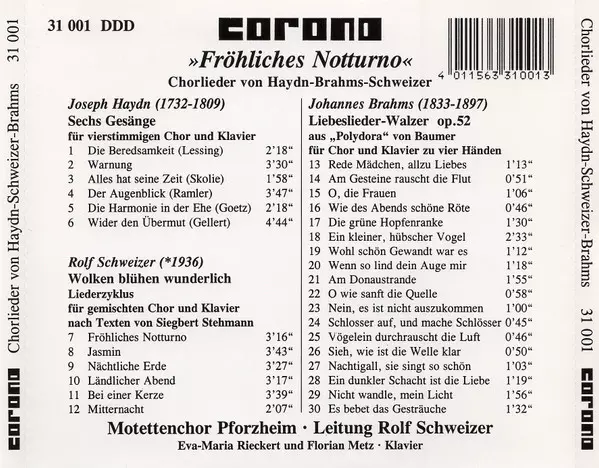 31 001 DDD
corona
»Fröhliches Notturno«
Chorlieder von Haydn-Brahms-Schweizer
4 011563 310013
Joseph Haydn (1732-1809)
Sechs Gesänge
für vierstimmigen Chor und Klavier
1 Die Beredsamkeit (Lessing) 2'18"
2 Warnung 3'30"
3 Alles hat seine Zeit (Skolie) 1'58"
4 Der Augenblick (Ramler) 3'47"
5 Die Harmonie in der Ehe (Goetz) 2'18"
6 Wider den Übermut (Gellert) 4'44"
Rolf Schweizer (*1936)
Wolken blühen wunderlich
Liederzyklus
für gemischten Chor und Klavier
nach Texten von Siegbert Stehmann
7 Fröhliches Notturno 3'16"
8 Jasmin 3'43"
9 Nächtliche Erde 3'27"
10 Ländlicher Abend 3'17"
11 Bei einer Kerze 3'39"
12 Mitternacht 2'07"
Johannes Brahms (1833-1897)
Liebeslieder-Walzer op.52
aus „Polydora“ von Baumer
für Chor und Klavier zu vier Händen
13 Rede Mädchen, allzu Liebes 1'13"
14 Am Gesteine rauscht die Flut 0'51"
15 O, die Frauen 1'06"
16 Wie des Abends schöne Röte 0'46"
17 Die grüne Hopfenranke 1'30"
18 Ein kleiner, hübscher Vogel 2'33"
19 Wohl schön Gewandt war es 1'12"
20 Wenn so lind dein Auge mir 1'18"
21 Am Donaustrande 1'55"
22 O wie sanft die Quelle 0'58"
23 Nein, es ist nicht auszukommen 1'00"
24 Schlosser auf, und mache Schlösser 0'45"
25 Vögelein durchrauscht die Luft 0'46"
26 Sieh, wie ist die Welle klar 0'50"
27 Nachtigall, sie singt so schön 1'03"
28 Ein dunkler Schacht ist die Liebe 1'19"
29 Nicht wandle, mein Licht 1'56"
30 Es bebet das Gesträuche 1'32"
Motettenchor Pforzheim · Leitung Rolf Schweizer
Eva-Maria Rieckert und Florian Metz · Klavier
corona Chorlieder von Haydn-Schweizer-Brahms 31 001
Chorlieder von Haydn-Schweizer-Brahms 31 001 corona